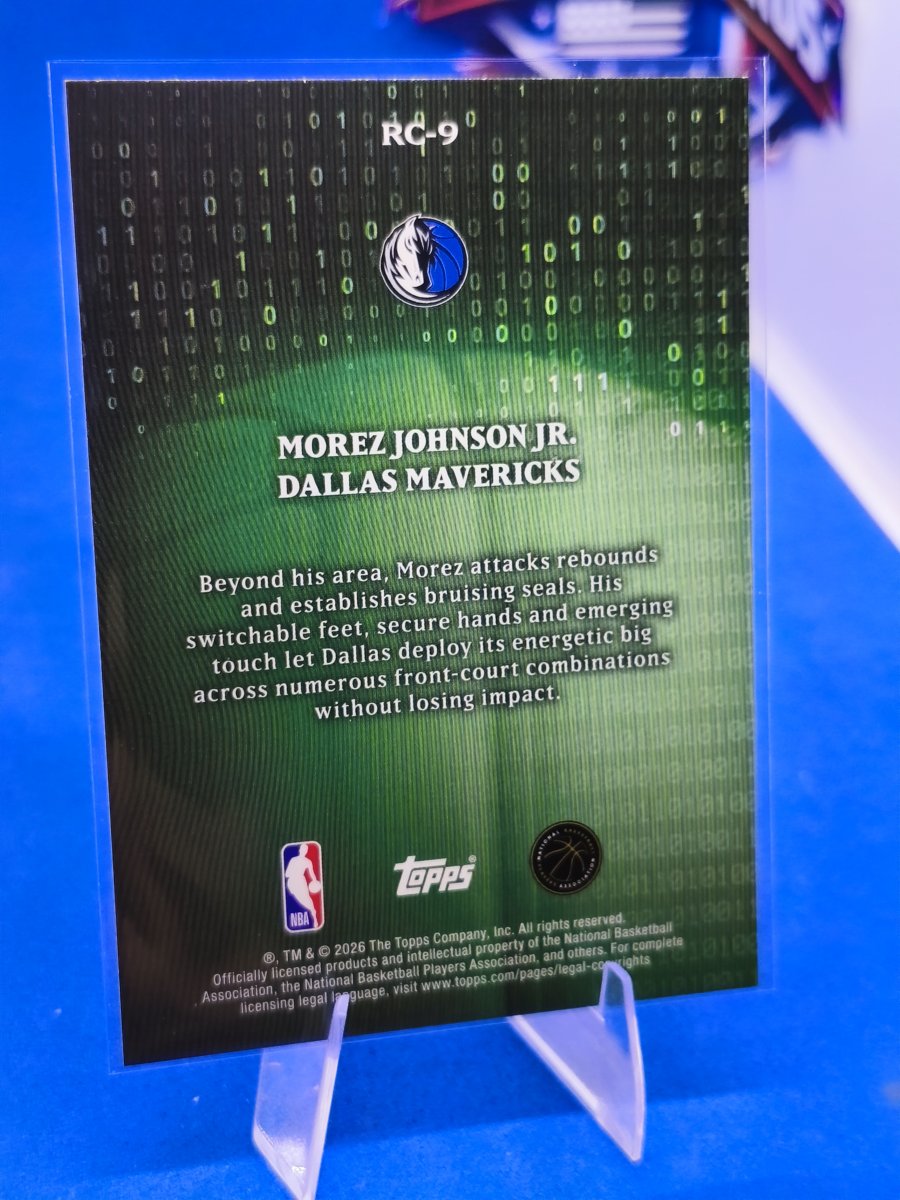 RC-9
MOREZ JOHNSON JR.
DALLAS MAVERICKS
Beyond his area, Morez attacks rebounds
and establishes bruising seals. His
switchable feet, secure hands and emerging
touch let Dallas deploy its energetic big
across numerous front-court combinations
without losing impact.
NBA
Topps®
NATIONAL BASKETBALL
PLAYERS ASSOCIATION
®, TM & © 2026 The Topps Company, Inc. All rights reserved.
Officially licensed products and intellectual property of the National Basketball
Association, the National Basketball Players Association, and others. For complete
licensing legal language, visit www.topps.com/pages/legal-copyrights